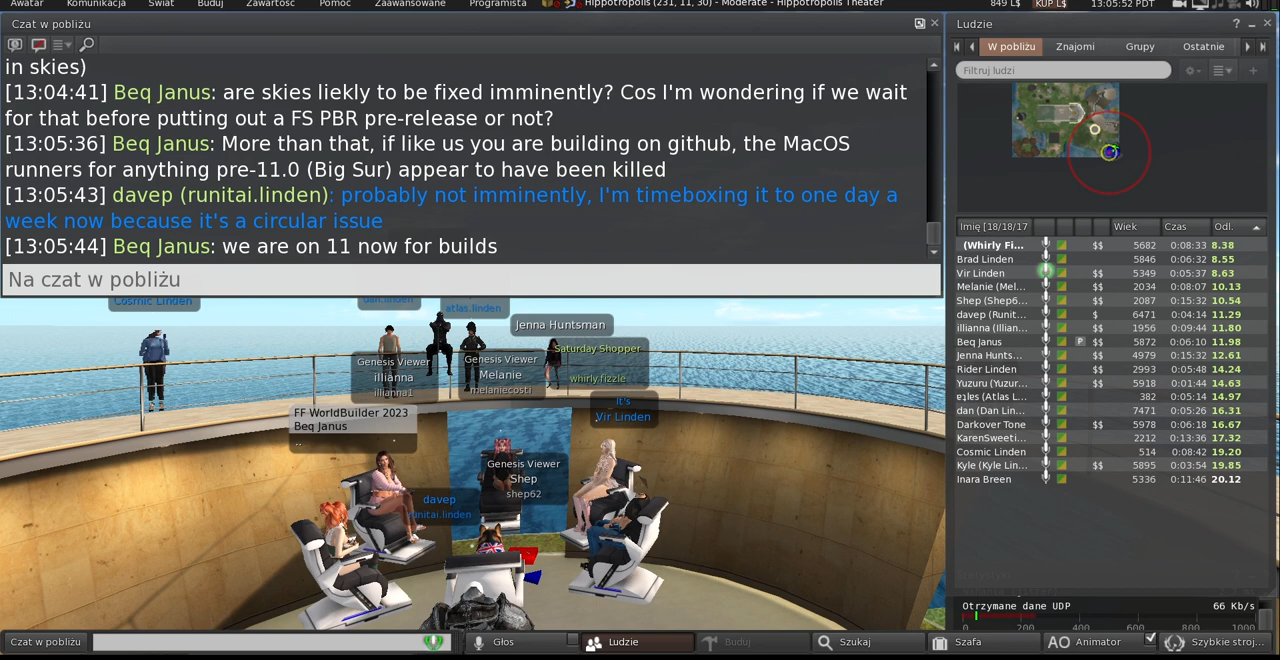 Awatar Komunikacja Świat Buduj Zawartość Pomoc Zaawansowane Programista Hippotropolis (231, 11, 30) - Moderate - Hippotropolis Theater 849 L$ KUP L$ 13:05:52 PDT
Czat w pobliżu
in skies)
[13:04:41] Beq Janus: are skies liekly to be fixed imminently? Cos I'm wondering if we wait
for that before putting out a FS PBR pre-release or not?
[13:05:36] Beq Janus: More than that, if like us you are building on github, the MacOS
runners for anything pre-11.0 (Big Sur) appear to have been killed
[13:05:43] davep (runitai.linden): probably not imminently, I'm timeboxing it to one day a
week now because it's a circular issue
[13:05:44] Beq Janus: we are on 11 now for builds
Na czat w pobliżu
Cosmic Linden
dan.linden
atlas.linden
Jenna Huntsman
Genesis Viewer
illianna
illianna1
Genesis Viewer
Melanie
melaniecosti
Saturday Shopper
whirly.fizzle
it's
Vir Linden
FF WorldBuilder 2023
Beq Janus
Genesis Viewer
Shep
shep62
davep
runitai.linden
Ludzie
W pobliżu Znajomi Grupy Ostatnie
Filtruj ludzi
Imię [18/18/17 Wiek Czas Odl.
(Whirly Fi... $$ 5682 0:08:33 8.38
Brad Linden 5846 0:06:32 8.55
Vir Linden $$ 5349 0:05:37 8.63
Melanie (Mel... $$ 2034 0:08:07 10.13
Shep (Shep6... $$ 2087 0:15:32 10.54
davep (Runit... $ 6471 0:04:14 11.29
illianna (Illian... $$ 1956 0:09:44 11.80
Beq Janus P $$ 5872 0:06:10 11.98
Jenna Hunts... $$ 4979 0:15:32 12.61
Rider Linden $$ 2993 0:05:48 14.24
Yuzuru (Yuzur... $$ 5918 0:01:44 14.63
(Atlas L... 382 0:05:14 14.97
dan (Dan Lin... 7471 0:05:26 16.31
Darkover Tone $$ 5978 0:06:18 16.67
KarenSweeti... 2212 0:13:36 17.32
Cosmic Linden 514 0:08:42 19.20
Kyle (Kyle Lin... $$ 5895 0:03:54 19.85
Inara Breen 5336 0:11:46 20.12
Otrzymane dane UDP 66 Kb/s
0 200 400 600 800 1000
Czat w pobliżu Głos Ludzie Buduj Szukaj Szafa AO Animator Szybkie stroj...